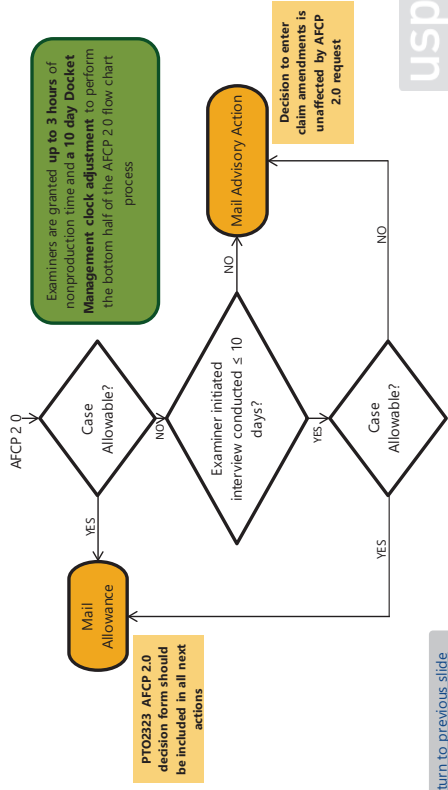 AFCP 2 0
Examiners are granted up to 3 hours of
nonproduction time and a 10 day Docket
Management clock adjustment to perform
the bottom half of the AFCP 2 0 flow chart
process
Case
Allowable?
YES
NO
Mail
Allowance
PTO2323 AFCP 2.0
decision form should
be included in all next
actions
Examiner initiated
interview conducted ≤ 10
days?
NO
YES
Mail Advisory Action
Decision to enter
claim amendments is
unaffected by AFCP
2.0 request
Case
Allowable?
YES
NO
turn to previous slide
dsn